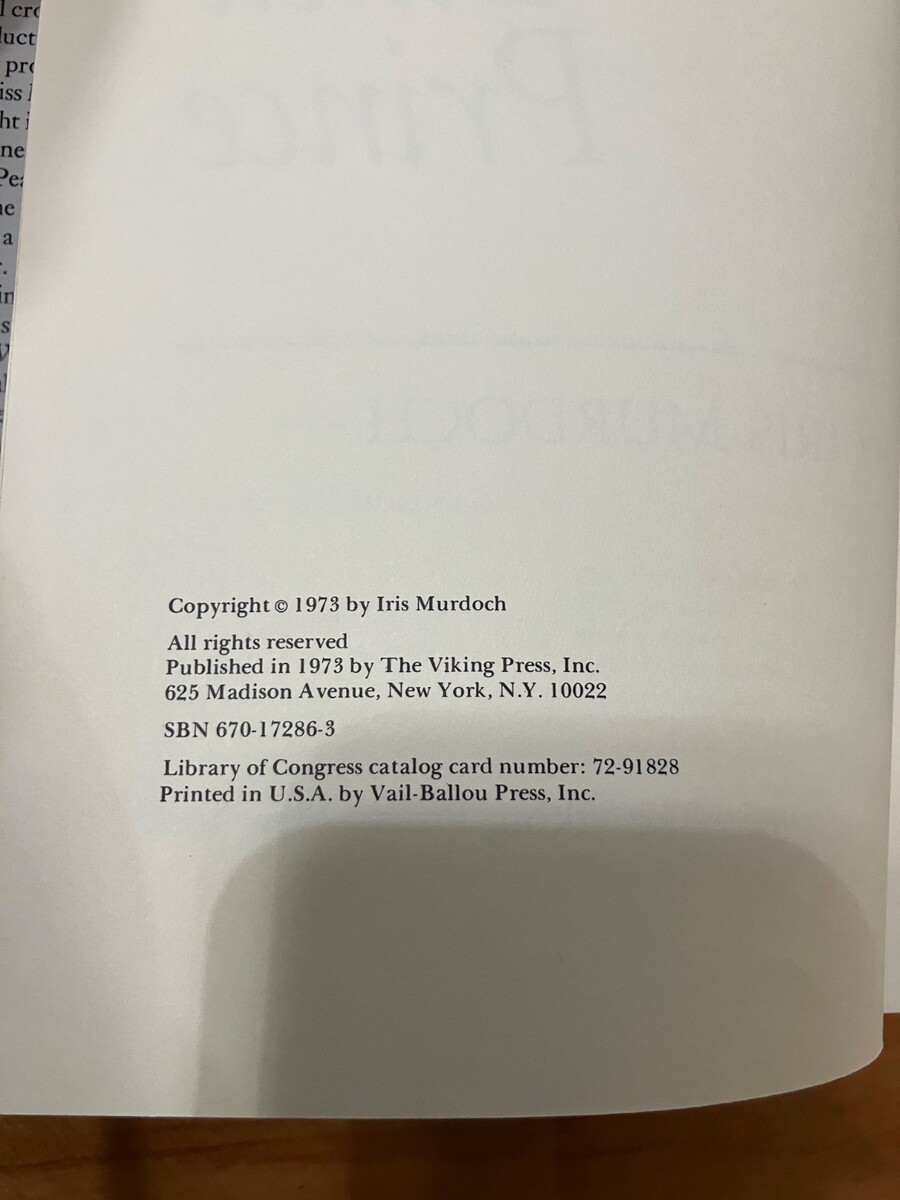 Prince
MURDOCH
Copyright © 1973 by Iris Murdoch
All rights reserved
Published in 1973 by The Viking Press, Inc.
625 Madison Avenue, New York, N.Y. 10022
SBN 670-17286-3
Library of Congress catalog card number: 72-91828
Printed in U.S.A. by Vail-Ballou Press, Inc.